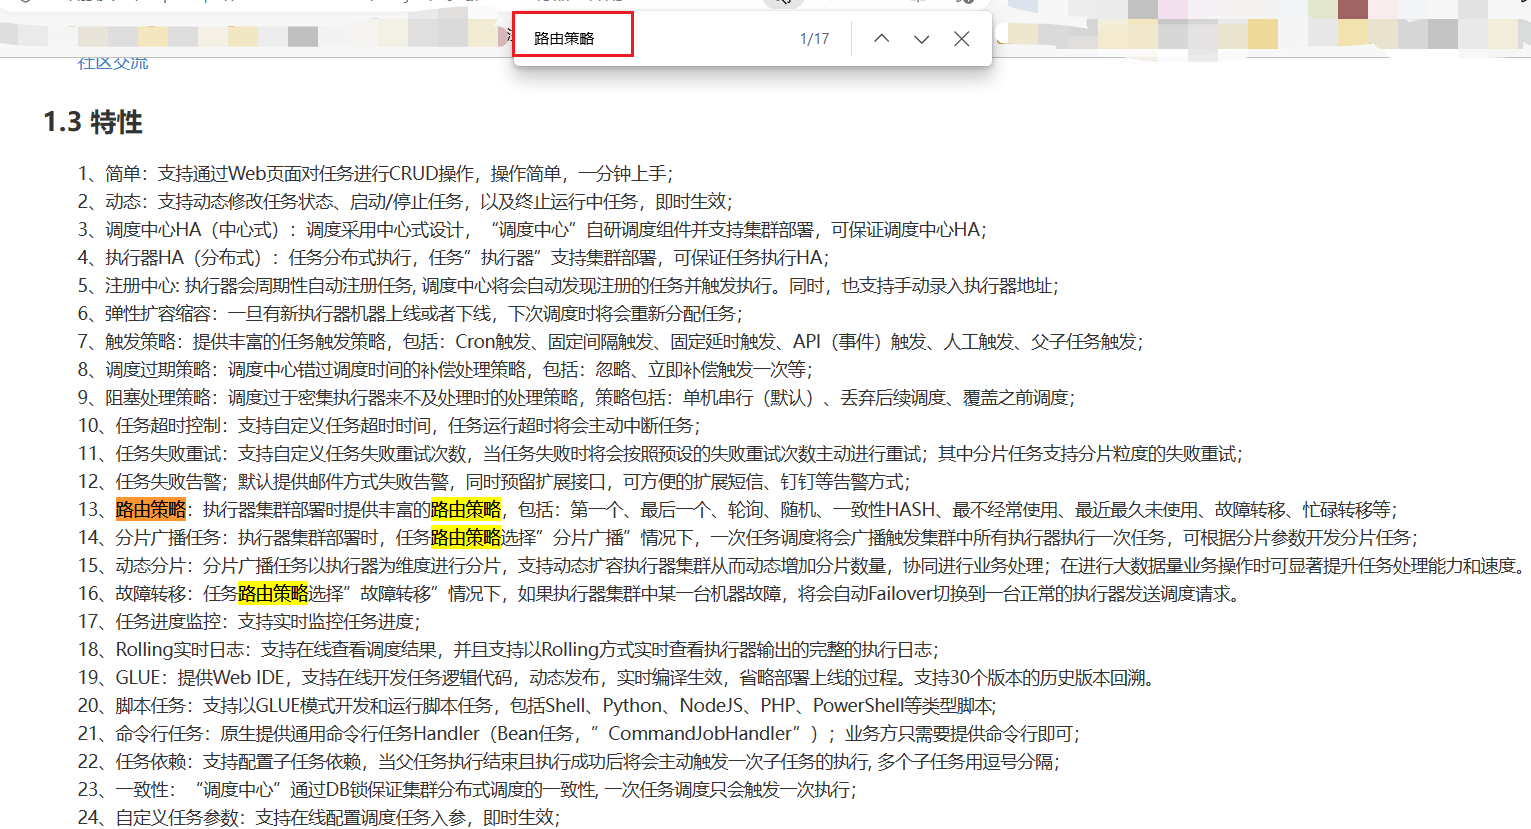 路由策略
1/17
社区交流
1.3 特性
1、简单：支持通过Web页面对任务进行CRUD操作，操作简单，一分钟上手；
2、动态：支持动态修改任务状态、启动/停止任务，以及终止运行中任务，即时生效；
3、调度中心HA（中心式）：调度采用中心式设计，“调度中心”自研调度组件并支持集群部署，可保证调度中心HA；
4、执行器HA（分布式）：任务分布式执行，任务”执行器”支持集群部署，可保证任务执行HA；
5、注册中心: 执行器会周期性自动注册任务, 调度中心将会自动发现注册的任务并触发执行。同时，也支持手动录入执行器地址；
6、弹性扩容缩容：一旦有新执行器机器上线或者下线，下次调度时将会重新分配任务；
7、触发策略：提供丰富的任务触发策略，包括：Cron触发、固定间隔触发、固定延时触发、API（事件）触发、人工触发、父子任务触发；
8、调度过期策略：调度中心错过调度时间的补偿处理策略，包括：忽略、立即补偿触发一次等；
9、阻塞处理策略：调度过于密集执行器来不及处理时的处理策略，策略包括：单机串行（默认）、丢弃后续调度、覆盖之前调度；
10、任务超时控制：支持自定义任务超时时间，任务运行超时将会主动中断任务；
11、任务失败重试：支持自定义任务失败重试次数，当任务失败时将会按照预设的失败重试次数主动进行重试；其中分片任务支持分片粒度的失败重试；
12、任务失败告警；默认提供邮件方式失败告警，同时预留扩展接口，可方便的扩展短信、钉钉等告警方式；
13、路由策略：执行器集群部署时提供丰富的路由策略，包括：第一个、最后一个、轮询、随机、一致性HASH、最不经常使用、最近最久未使用、故障转移、忙碌转移等；
14、分片广播任务：执行器集群部署时，任务路由策略选择”分片广播”情况下，一次任务调度将会广播触发集群中所有执行器执行一次任务，可根据分片参数开发分片任务；
15、动态分片：分片广播任务以执行器为维度进行分片，支持动态扩容执行器集群从而动态增加分片数量，协同进行业务处理；在进行大数据量业务操作时可显著提升任务处理能力和速度。
16、故障转移：任务路由策略选择”故障转移”情况下，如果执行器集群中某一台机器故障，将会自动Failover切换到一台正常的执行器发送调度请求。
17、任务进度监控：支持实时监控任务进度；
18、Rolling实时日志：支持在线查看调度结果，并且支持以Rolling方式实时查看执行器输出的完整的执行日志；
19、GLUE：提供Web IDE，支持在线开发任务逻辑代码，动态发布，实时编译生效，省略部署上线的过程。支持30个版本的历史版本回溯。
20、脚本任务：支持以GLUE模式开发和运行脚本任务，包括Shell、Python、NodeJS、PHP、PowerShell等类型脚本;
21、命令行任务：原生提供通用命令行任务Handler（Bean任务，”CommandJobHandler”）；业务方只需要提供命令行即可；
22、任务依赖：支持配置子任务依赖，当父任务执行结束且执行成功后将会主动触发一次子任务的执行, 多个子任务用逗号分隔；
23、一致性：“调度中心”通过DB锁保证集群分布式调度的一致性, 一次任务调度只会触发一次执行；
24、自定义任务参数：支持在线配置调度任务入参，即时生效；